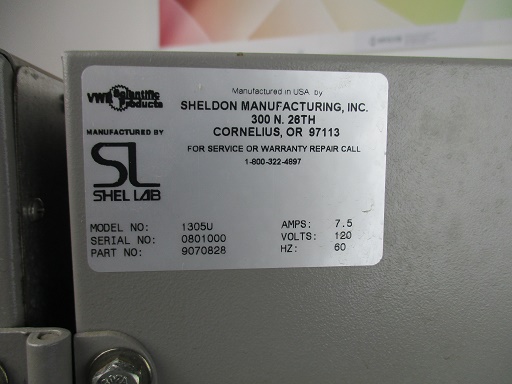 VWR Scientific Products
Manufactured in USA by
SHELDON MANUFACTURING, INC.
300 N. 26TH
CORNELIUS, OR 97113
FOR SERVICE OR WARRANTY REPAIR CALL
1-800-322-4897
MANUFACTURED BY
SL
SHEL LAB
MODEL NO: 1305U
SERIAL NO: 0801000
PART NO: 9070828
AMPS: 7.5
VOLTS: 120
HZ: 60